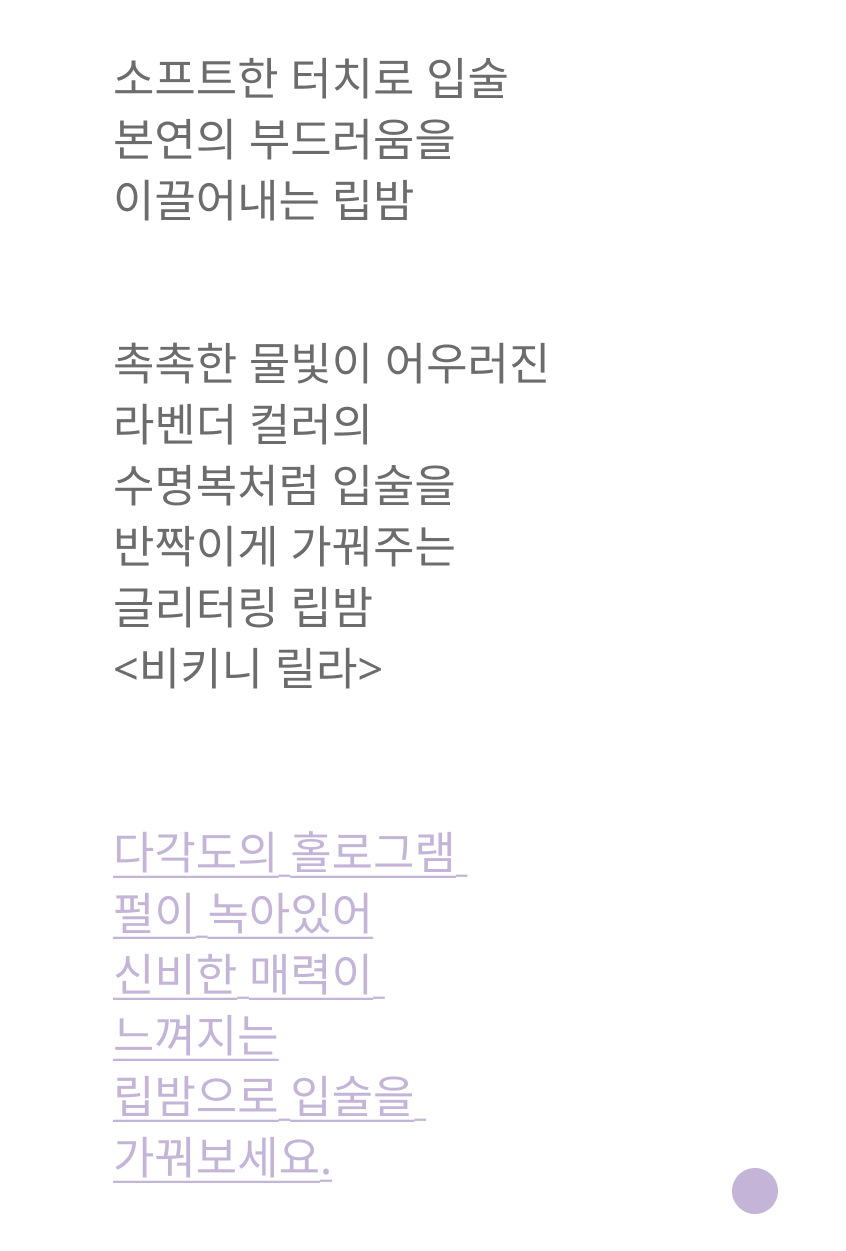 소프트한 터치로 입술
본연의 부드러움을
이끌어내는 립밤
촉촉한 물빛이 어우러진
라벤더 컬러의
수명복처럼 입술을
반짝이게 가꿔주는
글리터링 립밤
<비키니 릴라>
다각도의 홀로그램
펄이 녹아있어
신비한 매력이
느껴지는
립밤으로 입술을
가꿔보세요.